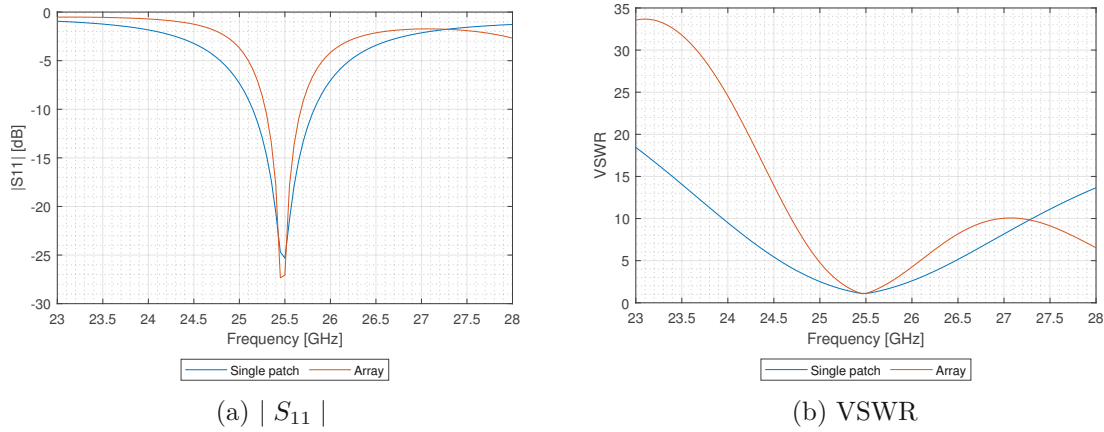 0
-5
-10
-15
-20
-25
-30
|S11| [dB]
23 23.5 24 24.5 25 25.5 26 26.5 27 27.5 28
Frequency [GHz]
Single patch Array
(a) | S11 |
35
30
25
20
15
10
5
0
VSWR
23 23.5 24 24.5 25 25.5 26 26.5 27 27.5 28
Frequency [GHz]
Single patch Array
(b) VSWR